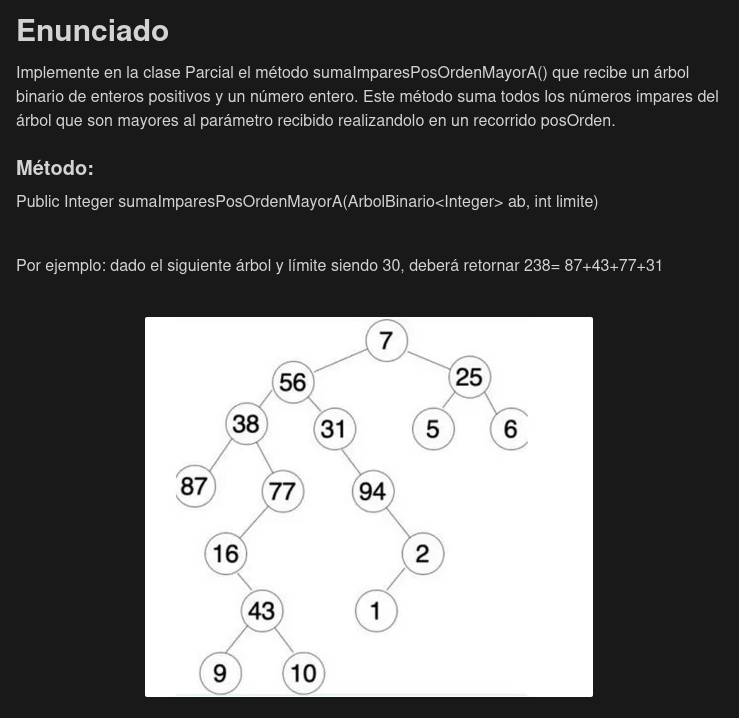 Enunciado
Implemente en la clase Parcial el método sumaImparesPosOrdenMayorA() que recibe un árbol
binario de enteros positivos y un número entero. Este método suma todos los números impares del
árbol que son mayores al parámetro recibido realizandolo en un recorrido posOrden.
Método:
Public Integer sumaImparesPosOrdenMayorA(ArbolBinario<Integer> ab, int limite)
Por ejemplo: dado el siguiente árbol y límite siendo 30, deberá retornar 238= 87+43+77+31
7
56 25
38 31 5 6
87 77 94
16 2
43 1
9 10